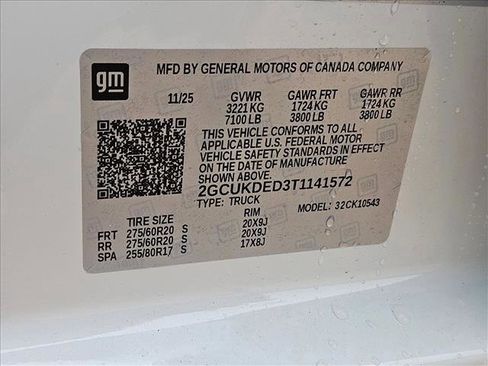 gm
MFD BY GENERAL MOTORS OF CANADA COMPANY
11/25 GVWR GAWR FRT GAWR RR
3221 KG 1724 KG 1724 KG
7100 LB 3800 LB 3800 LB
THIS VEHICLE CONFORMS TO ALL
APPLICABLE U.S. FEDERAL MOTOR
VEHICLE SAFETY STANDARDS IN EFFECT
ON THE DATE OF MANUFACTURE
SHOWN ABOVE.
2GCUKDED3T1141572
TYPE: TRUCK MODEL: 32CK10543
TIRE SIZE RIM
FRT 275/60R20 S 20X9J
RR 275/60R20 S 20X9J
SPA 255/80R17 S 17X8J